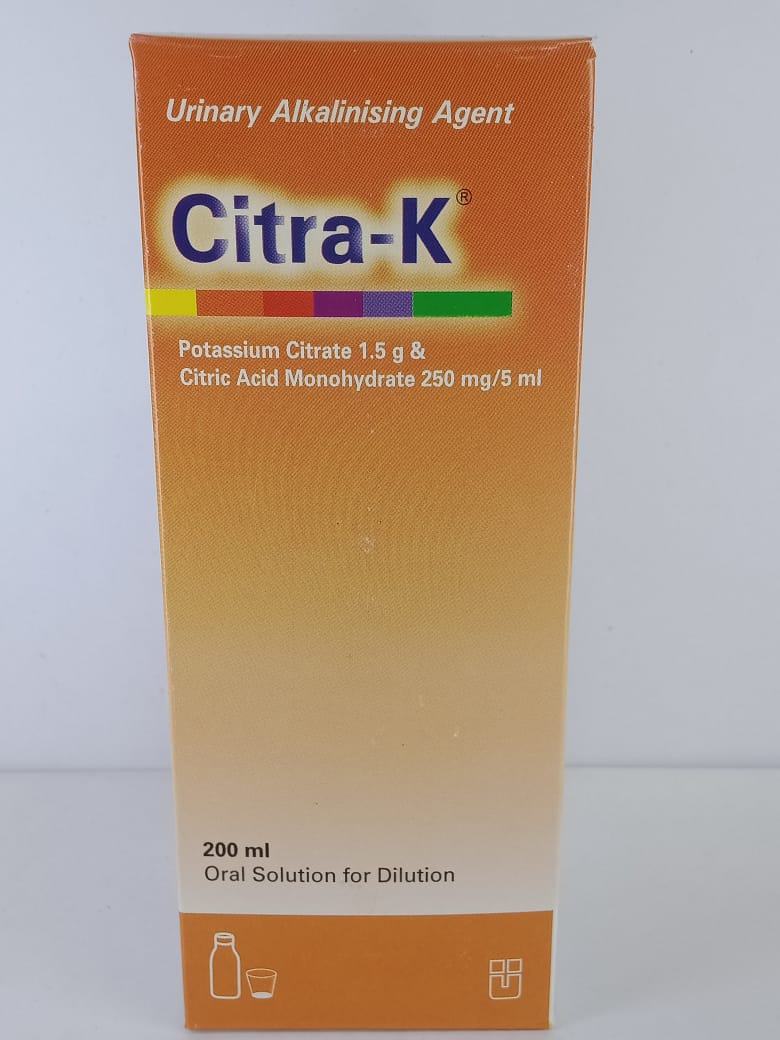 Urinary Alkalinising Agent
Citra-K®
Potassium Citrate 1.5 g &
Citric Acid Monohydrate 250 mg/5 ml
200 ml
Oral Solution for Dilution